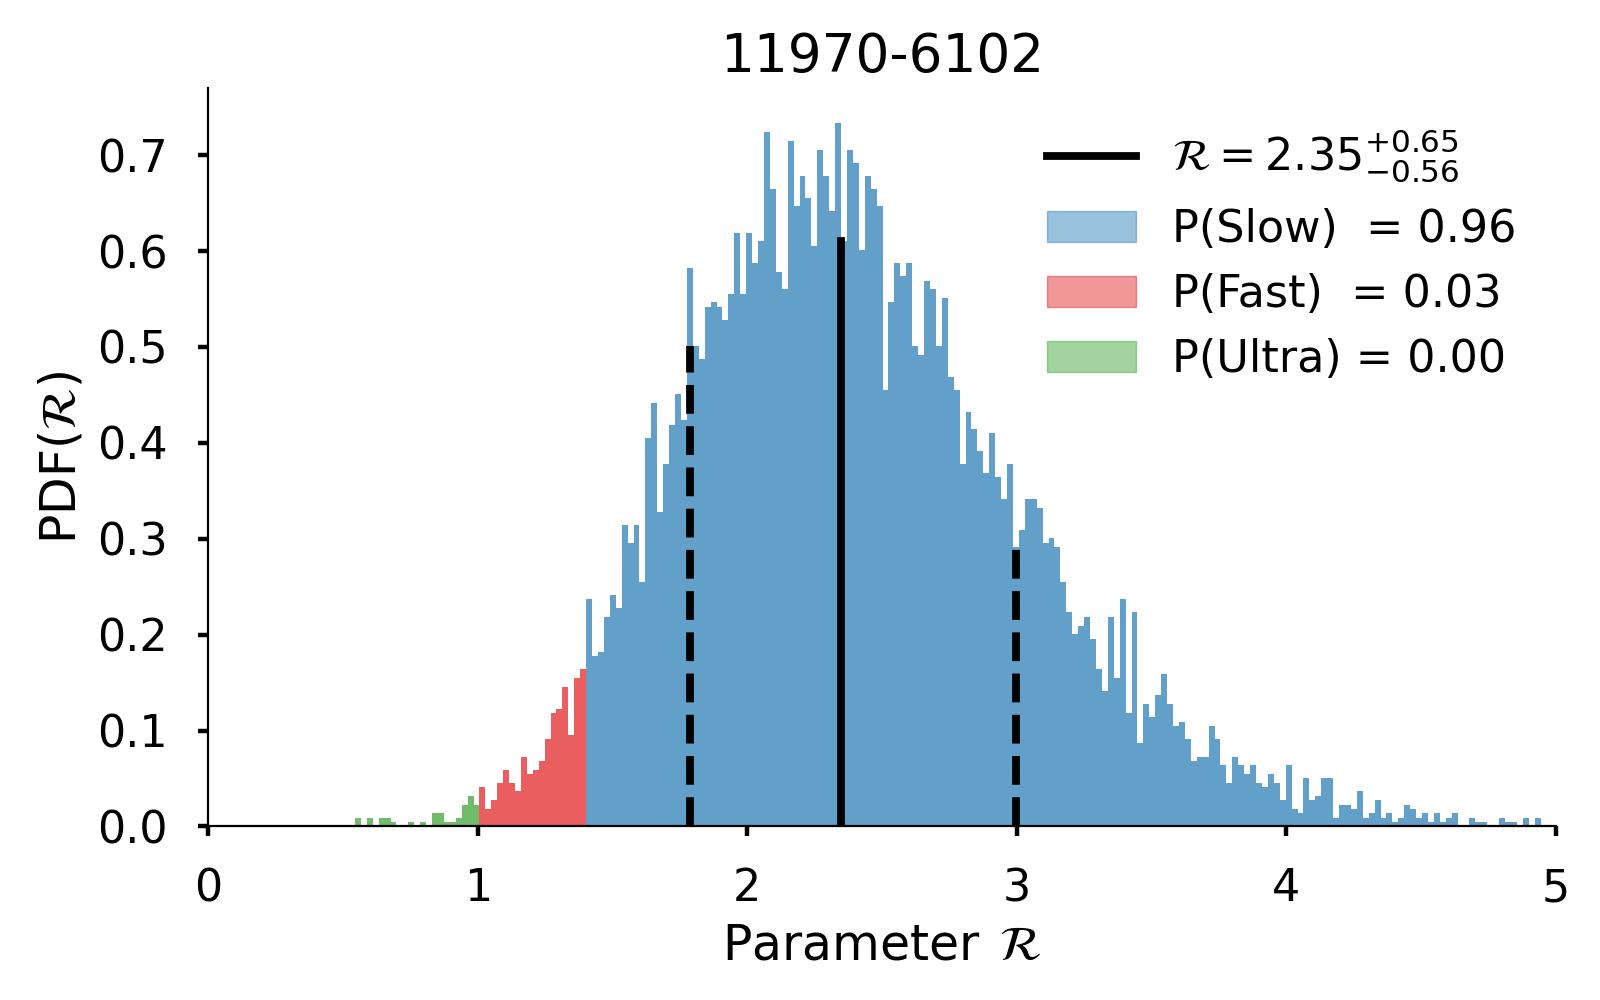 11970-6102
ℛ = 2.35 +0.65 −0.56
P(Slow) = 0.96
P(Fast) = 0.03
P(Ultra) = 0.00
PDF(ℛ)
0.7
0.6
0.5
0.4
0.3
0.2
0.1
0.0
0 1 2 3 4 5
Parameter ℛ